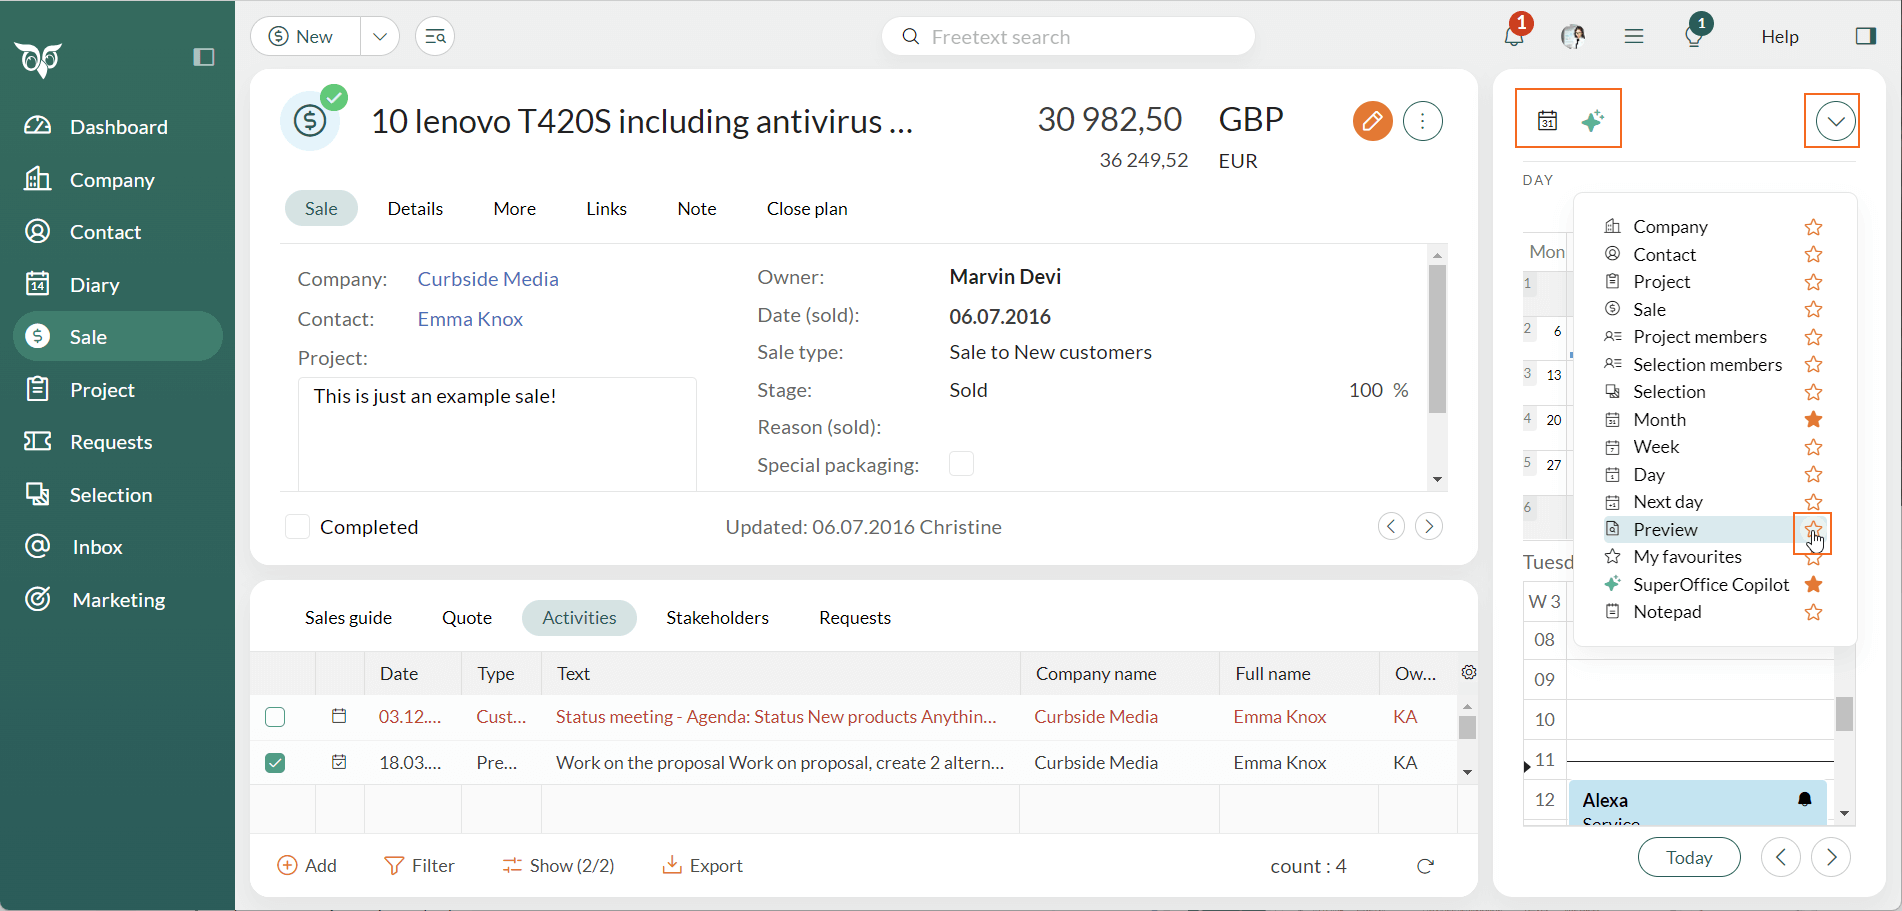 New
Freetext search
1
1
Help
Dashboard
Company
Contact
14
Diary
Sale
Project
Requests
Selection
Inbox
Marketing
10 lenovo T420S including antivirus ...
30 982,50 GBP
36 249,52 EUR
Sale Details More Links Note Close plan
Company: Curbside Media
Contact: Emma Knox
Project:
This is just an example sale!
Owner: Marvin Devi
Date (sold): 06.07.2016
Sale type: Sale to New customers
Stage: Sold 100 %
Reason (sold):
Special packaging:
Completed
Updated: 06.07.2016 Christine
Sales guide Quote Activities Stakeholders Requests
Date Type Text Company name Full name Ow...
03.12.... Cust... Status meeting - Agenda: Status New products Anythin... Curbside Media Emma Knox KA
18.03.... Pre... Work on the proposal Work on proposal, create 2 altern... Curbside Media Emma Knox KA
Add Filter Show (2/2) Export count : 4
31
DAY
Mon
1
2 6
3 13
4 20
5 27
6
Company
Contact
Project
Sale
Project members
Selection members
Selection
Month
Week
Day
Next day
Preview
My favourites
SuperOffice Copilot
Notepad
Tuesd
W 3
08
09
10
11
12
Alexa
Service
Today